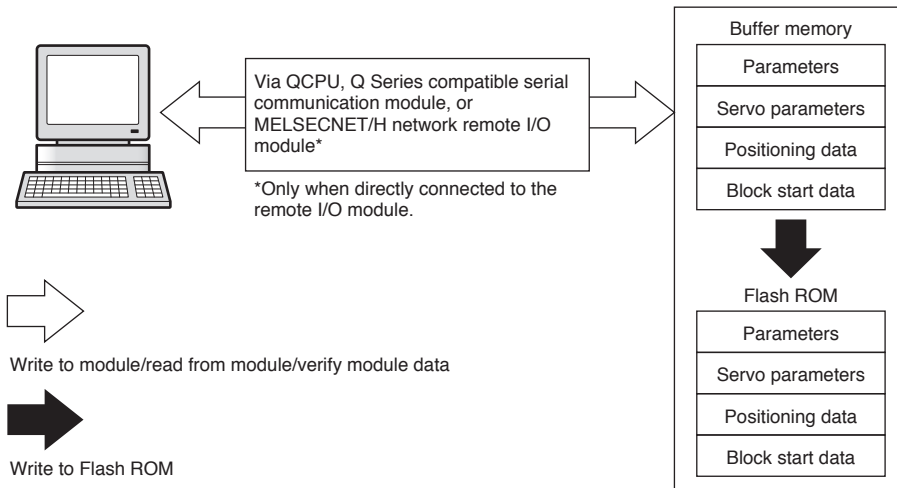 Via QCPU, Q Series compatible serial
communication module, or
MELSECNET/H network remote I/O
module*
*Only when directly connected to the
remote I/O module.
Write to module/read from module/verify module data
Write to Flash ROM
Buffer memory
Parameters
Servo parameters
Positioning data
Block start data
Flash ROM
Parameters
Servo parameters
Positioning data
Block start data